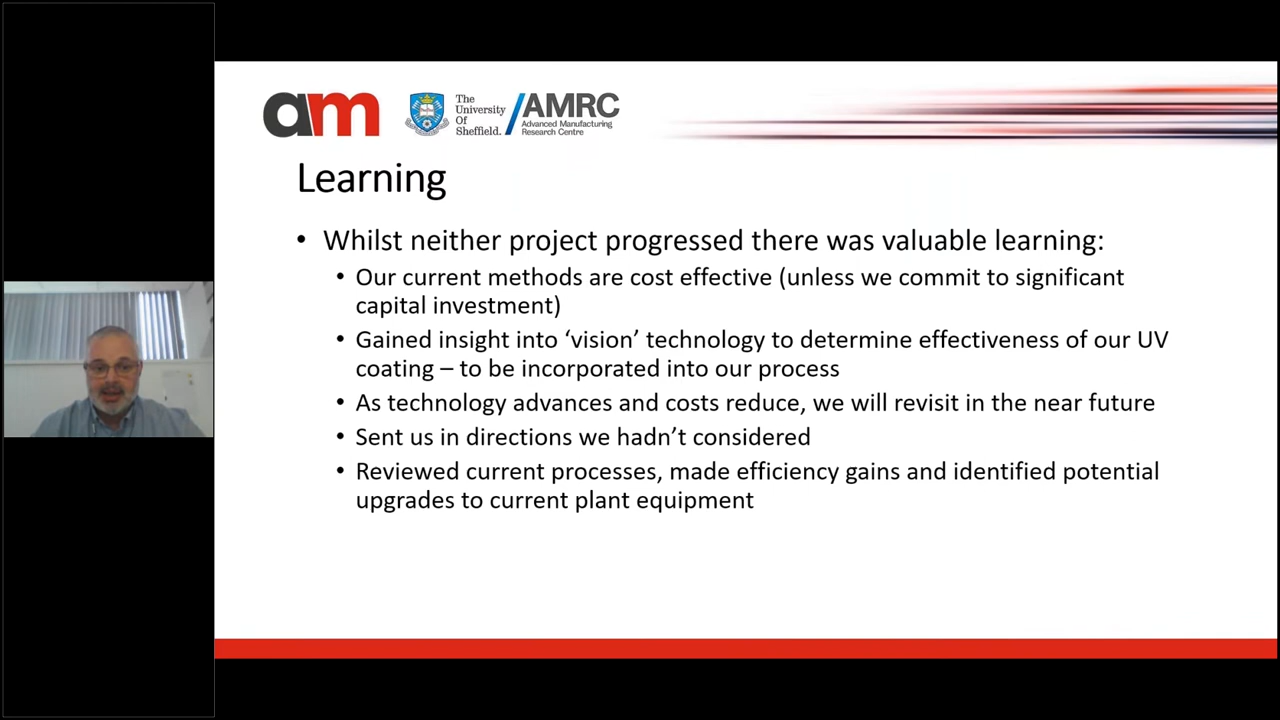 am
The
University
Of
Sheffield.
AMRC
Advanced Manufacturing
Research Centre
Learning
• Whilst neither project progressed there was valuable learning:
• Our current methods are cost effective (unless we commit to significant
capital investment)
• Gained insight into ‘vision’ technology to determine effectiveness of our UV
coating – to be incorporated into our process
• As technology advances and costs reduce, we will revisit in the near future
• Sent us in directions we hadn’t considered
• Reviewed current processes, made efficiency gains and identified potential
upgrades to current plant equipment